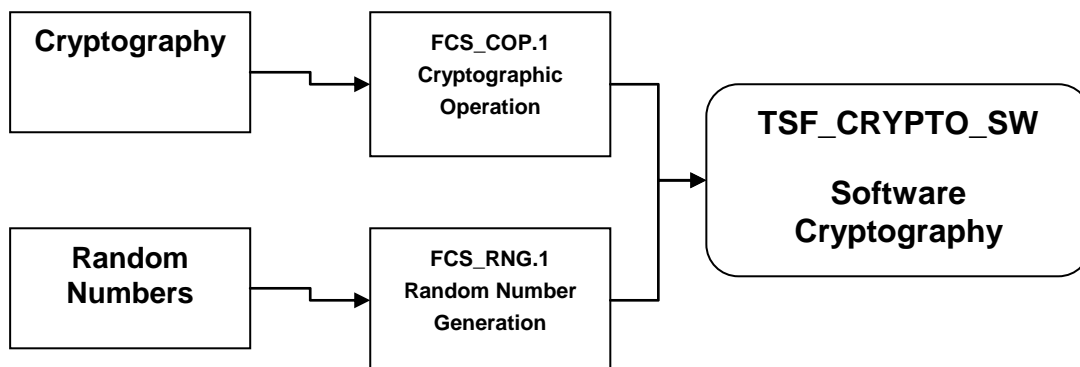 Cryptography
FCS_COP.1
Cryptographic
Operation
TSF_CRYPTO_SW
Software
Cryptography
Random
Numbers
FCS_RNG.1
Random Number
Generation